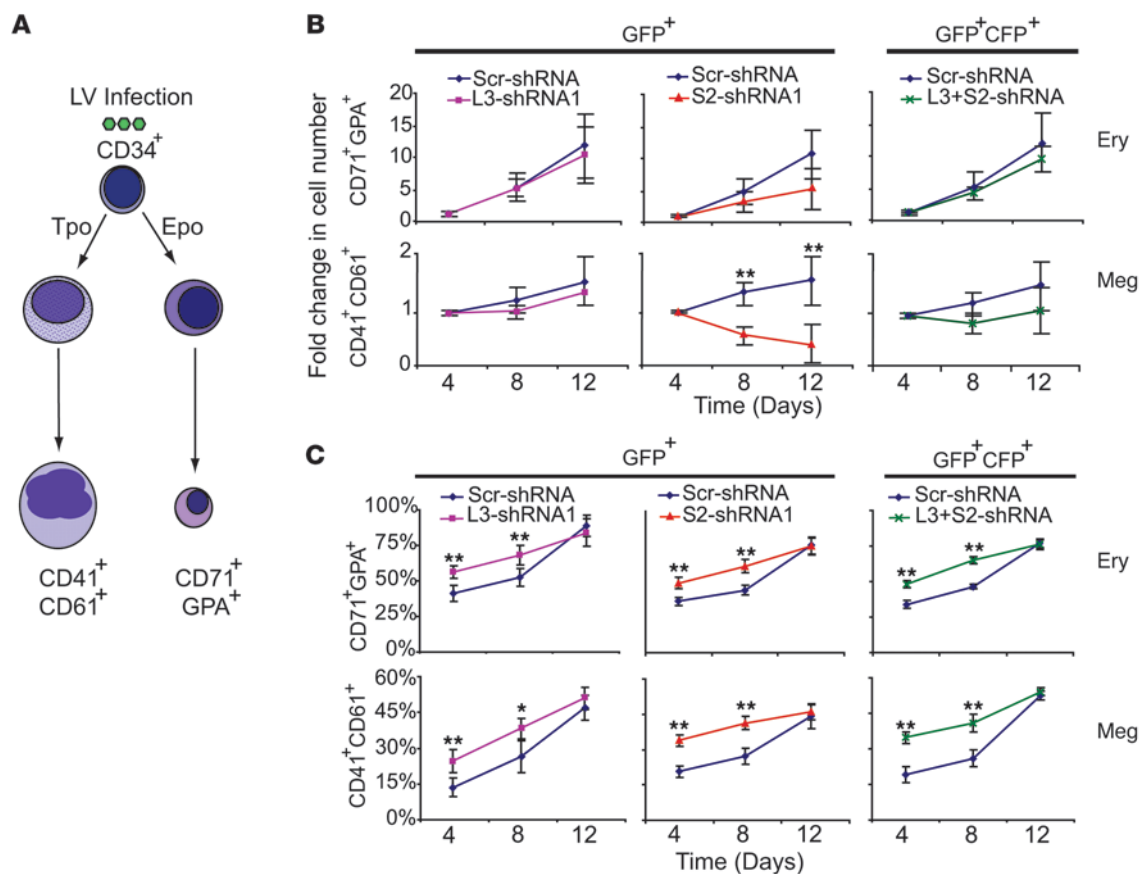 A
LV Infection
CD34+
Tpo
Epo
CD41+
CD61+
CD71+
GPA+
B
GFP+
GFP+CFP+
Fold change in cell number
CD71+GPA+
CD41+CD61+
Scr-shRNA
L3-shRNA1
Scr-shRNA
S2-shRNA1
Scr-shRNA
L3+S2-shRNA
20
15
10
5
0
Ery
**
**
2
1
0
Meg
4 8 12
4 8 12
4 8 12
Time (Days)
C
GFP+
GFP+CFP+
Scr-shRNA
L3-shRNA1
Scr-shRNA
S2-shRNA1
Scr-shRNA
L3+S2-shRNA
CD71+GPA+
100%
75%
50%
25%
0%
** **
** **
** **
Ery
CD41+CD61+
60%
45%
30%
15%
0%
** *
** **
** **
Meg
4 8 12
4 8 12
4 8 12
Time (Days)